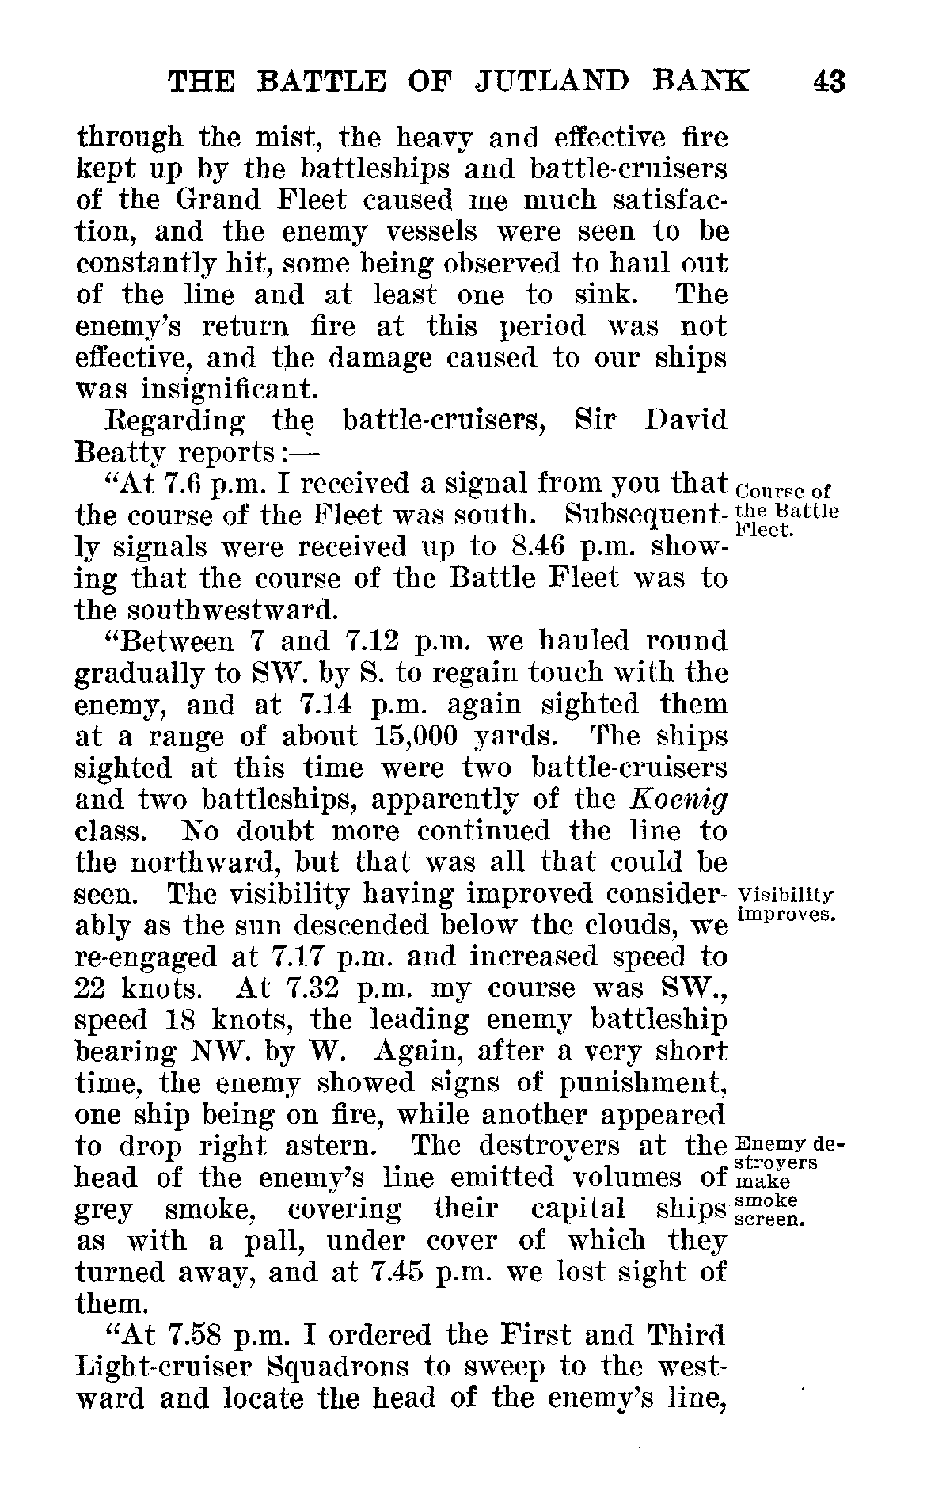 THE BATTLE OF JUTLAND BANK 43
through the mist, the heavy and effective fire
kept up by the battleships and battle-cruisers
of the Grand Fleet caused me much satisfac-
tion, and the enemy vessels were seen to be
constantly hit, some being observed to haul out
of the line and at least one to sink. The
enemy's return fire at this period was not
effective, and the damage caused to our ships
was insignificant.
Regarding the battle-cruisers, Sir David
Beatty reports:—
"At 7.6 p.m. I received a signal from you that
the course of the Fleet was south. Subsequent-
ly signals were received up to 8.46 p.m. show-
ing that the course of the Battle Fleet was to
the southwestward.
Course of
the Battle
Fleet.
"Between 7 and 7.12 p.m. we hauled round
gradually to SW. by S. to regain touch with the
enemy, and at 7.14 p.m. again sighted them
at a range of about 15,000 yards. The ships
sighted at this time were two battle-cruisers
and two battleships, apparently of the Koenig
class. No doubt more continued the line to
the northward, but that was all that could be
seen. The visibility having improved consider-
ably as the sun descended below the clouds, we
re-engaged at 7.17 p.m. and increased speed to
22 knots. At 7.32 p.m. my course was SW.,
speed 18 knots, the leading enemy battleship
bearing NW. by W. Again, after a very short
time, the enemy showed signs of punishment,
one ship being on fire, while another appeared
to drop right astern. The destroyers at the
head of the enemy's line emitted volumes of
grey smoke, covering their capital ships
as with a pall, under cover of which they
turned away, and at 7.45 p.m. we lost sight of
them.
Visibility
improves.
Enemy de-
stroyers
make
smoke
screen.
"At 7.58 p.m. I ordered the First and Third
Light-cruiser Squadrons to sweep to the west-
ward and locate the head of the enemy's line,